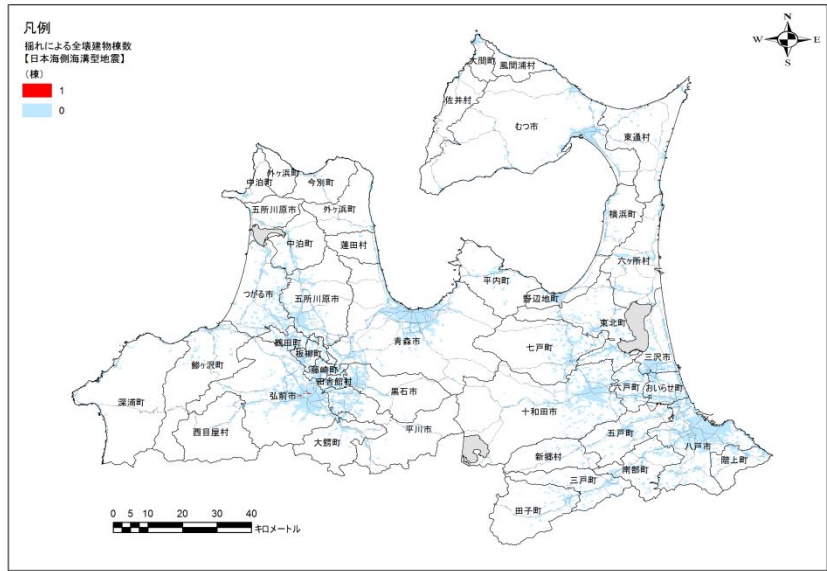 凡例
揺れによる全壊建物棟数
【日本海側海溝型地震】
(棟)
1
0
N
W
E
S
大間町
風間浦村
佐井村
むつ市
東通村
外ヶ浜町
中泊町
今別町
五所川原市
外ヶ浜町
横浜町
中泊町
蓬田村
六ヶ所村
平内町
つがる市
五所川原市
野辺地町
東北町
青森市
鶴田町
七戸町
板柳町
三沢市
鰺ヶ沢町
藤崎町
田舎館村
六戸町
おいらせ町
黒石市
深浦町
弘前市
十和田市
西目屋村
平川市
五戸町
八戸市
大鰐町
新郷村
南部町
階上町
三戸町
田子町
0 5 10 20 30 40
キロメートル